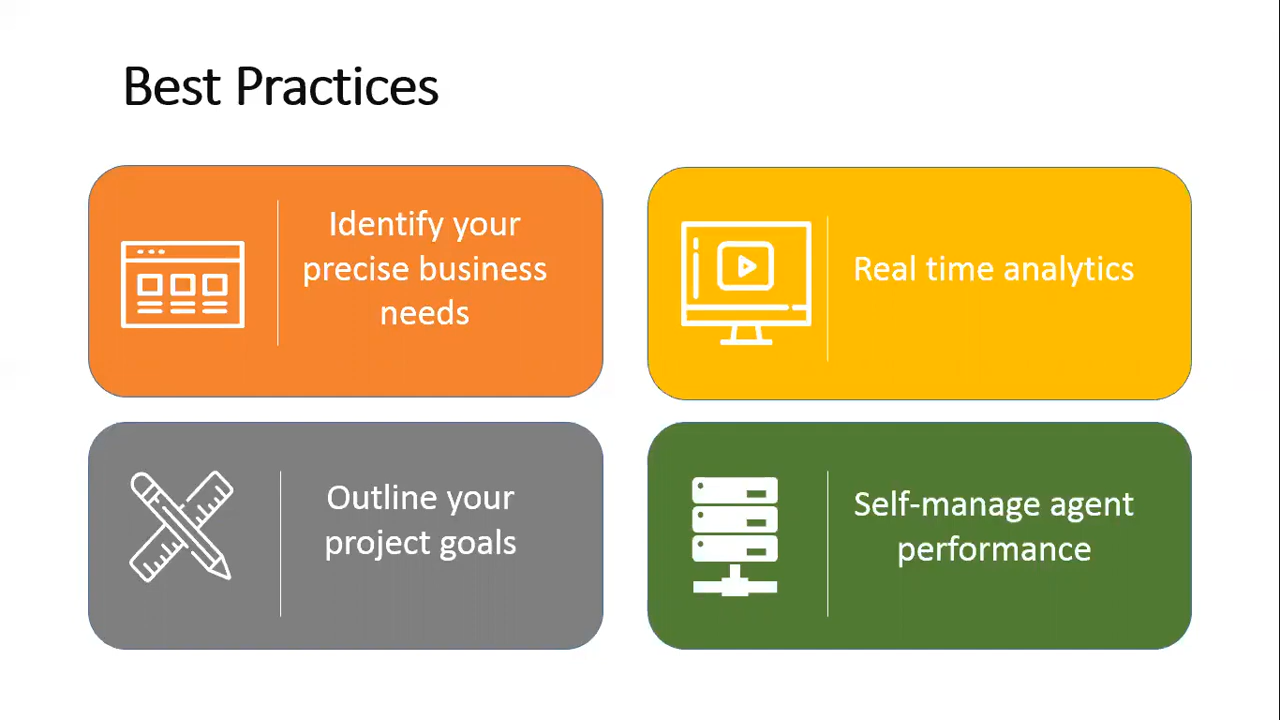 Best Practices
Identify your
precise business
needs
Real time analytics
Outline your
project goals
Self-manage agent
performance